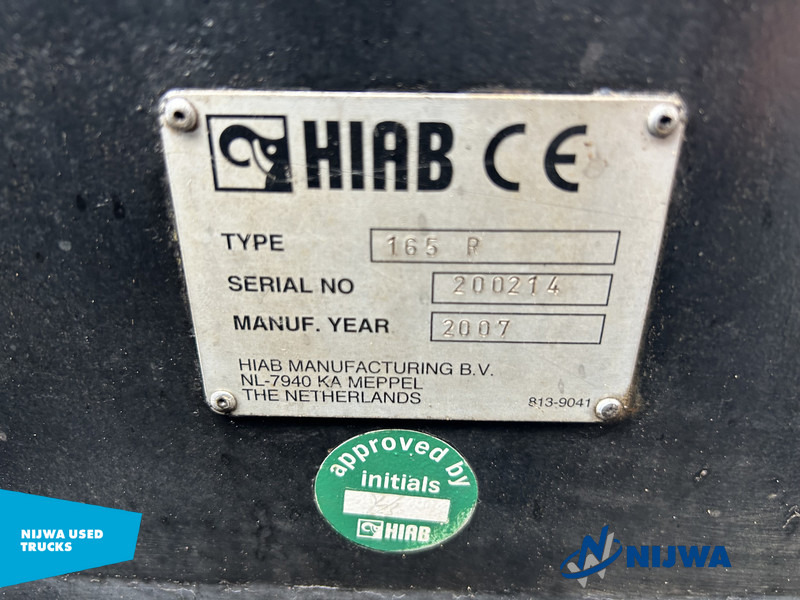 HIAB CE
TYPE 165 R
SERIAL NO 200214
MANUF. YEAR 2007
HIAB MANUFACTURING B.V.
NL-7940 KA MEPPEL
THE NETHERLANDS
813-9041
approved by
initials
HIAB
NIJWA USED
TRUCKS
NIJWA